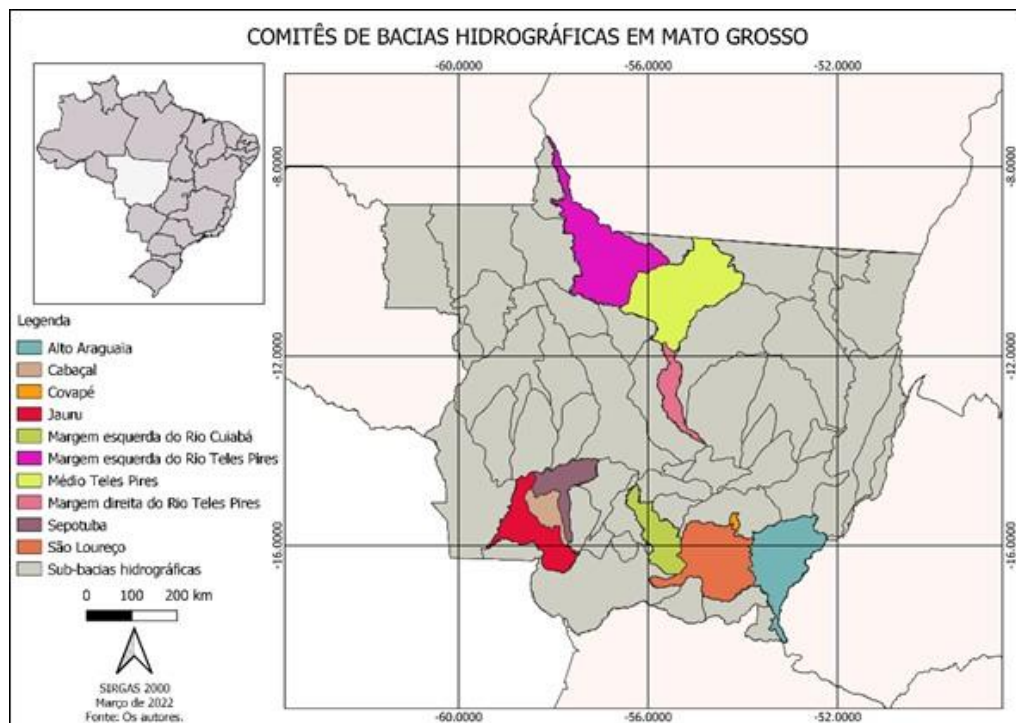 COMITÊS DE BACIAS HIDROGRÁFICAS EM MATO GROSSO
-60.0000 -56.0000 -52.0000
-8.0000 -8.0000
-12.0000 -12.0000
-16.0000 -16.0000
-60.0000 -56.0000 -52.0000
Legenda
Alto Araguaia
Cabaçal
Covapé
Jauru
Margem esquerda do Rio Cuiabá
Margem esquerda do Rio Teles Pires
Médio Teles Pires
Margem direita do Rio Teles Pires
Sepotuba
São Loureço
Sub-bacias hidrográficas
0 100 200 km
SIRGAS 2000
Março de 2022
Fonte: Os autores.